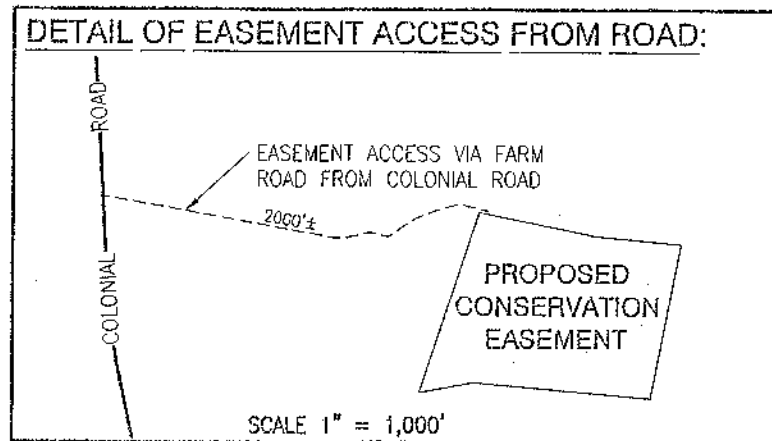 DETAIL OF EASEMENT ACCESS FROM ROAD:
ROAD
EASEMENT ACCESS VIA FARM
ROAD FROM COLONIAL ROAD
2060'±
PROPOSED
CONSERVATION
EASEMENT
COLONIAL
SCALE 1" = 1,000'